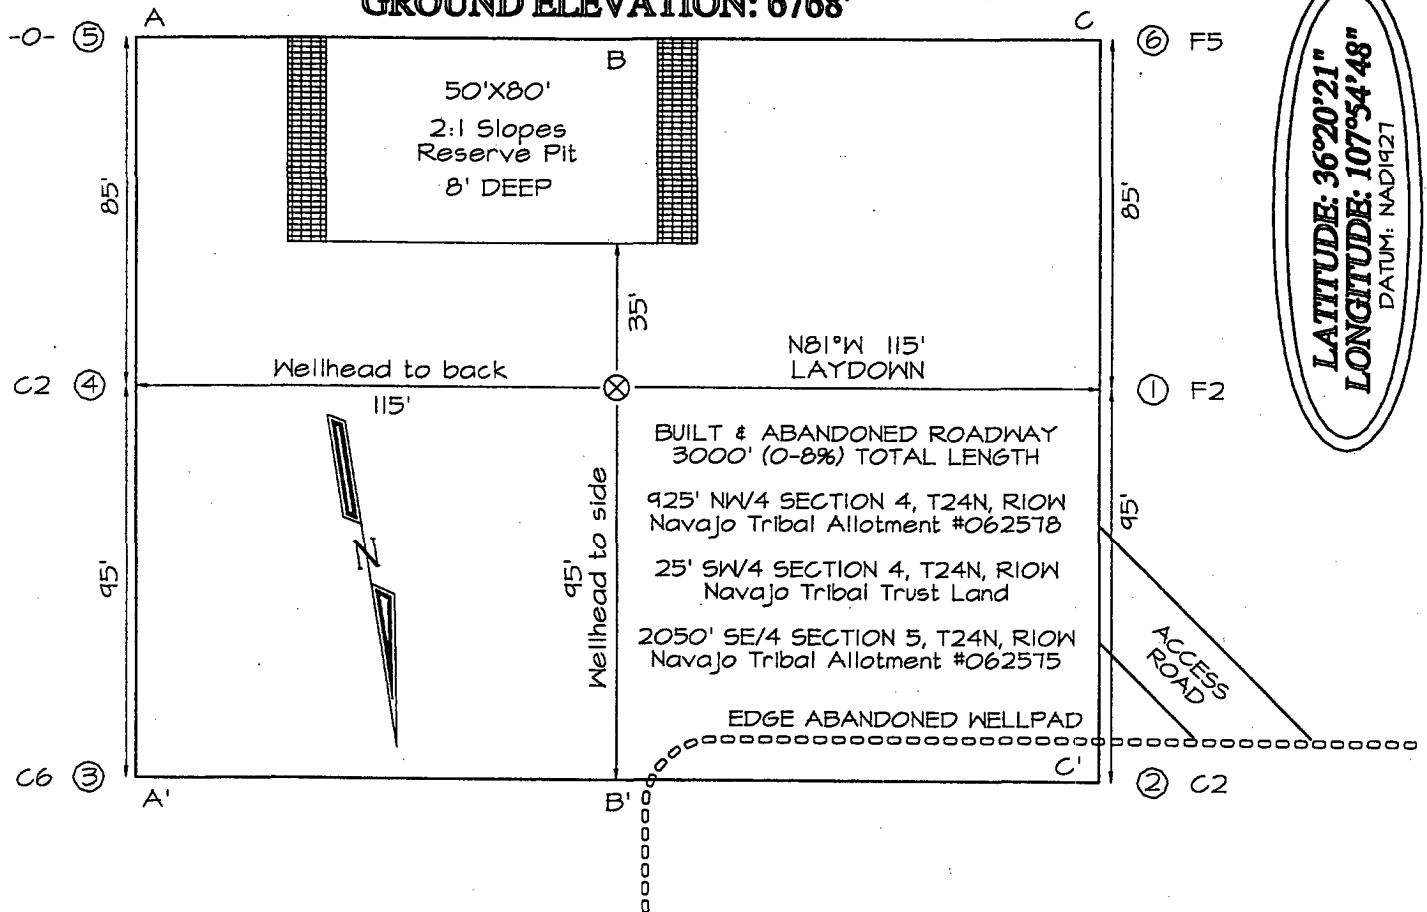 GROUND ELEVATION: 6768'
A
C
-0- ⑤
⑥ F5
B
50'X80'
2:1 Slopes
Reserve Pit
8' DEEP
85'
85'
LATITUDE: 36°20'21"
LONGITUDE: 107°54'48"
DATUM: NAD1927
35'
Wellhead to back
115'
N81°W 115'
LAYDOWN
C2 ④
① F2
BUILT & ABANDONED ROADWAY
3000' (0-8%) TOTAL LENGTH
925' NW/4 SECTION 4, T24N, R10W
Navajo Tribal Allotment #062578
25' SW/4 SECTION 4, T24N, R10W
Navajo Tribal Trust Land
2050' SE/4 SECTION 5, T24N, R10W
Navajo Tribal Allotment #062575
N
95'
95'
Wellhead to side
95'
ACCESS
ROAD
EDGE ABANDONED WELLPAD
C6 ③
A'
B'
C'
② C2